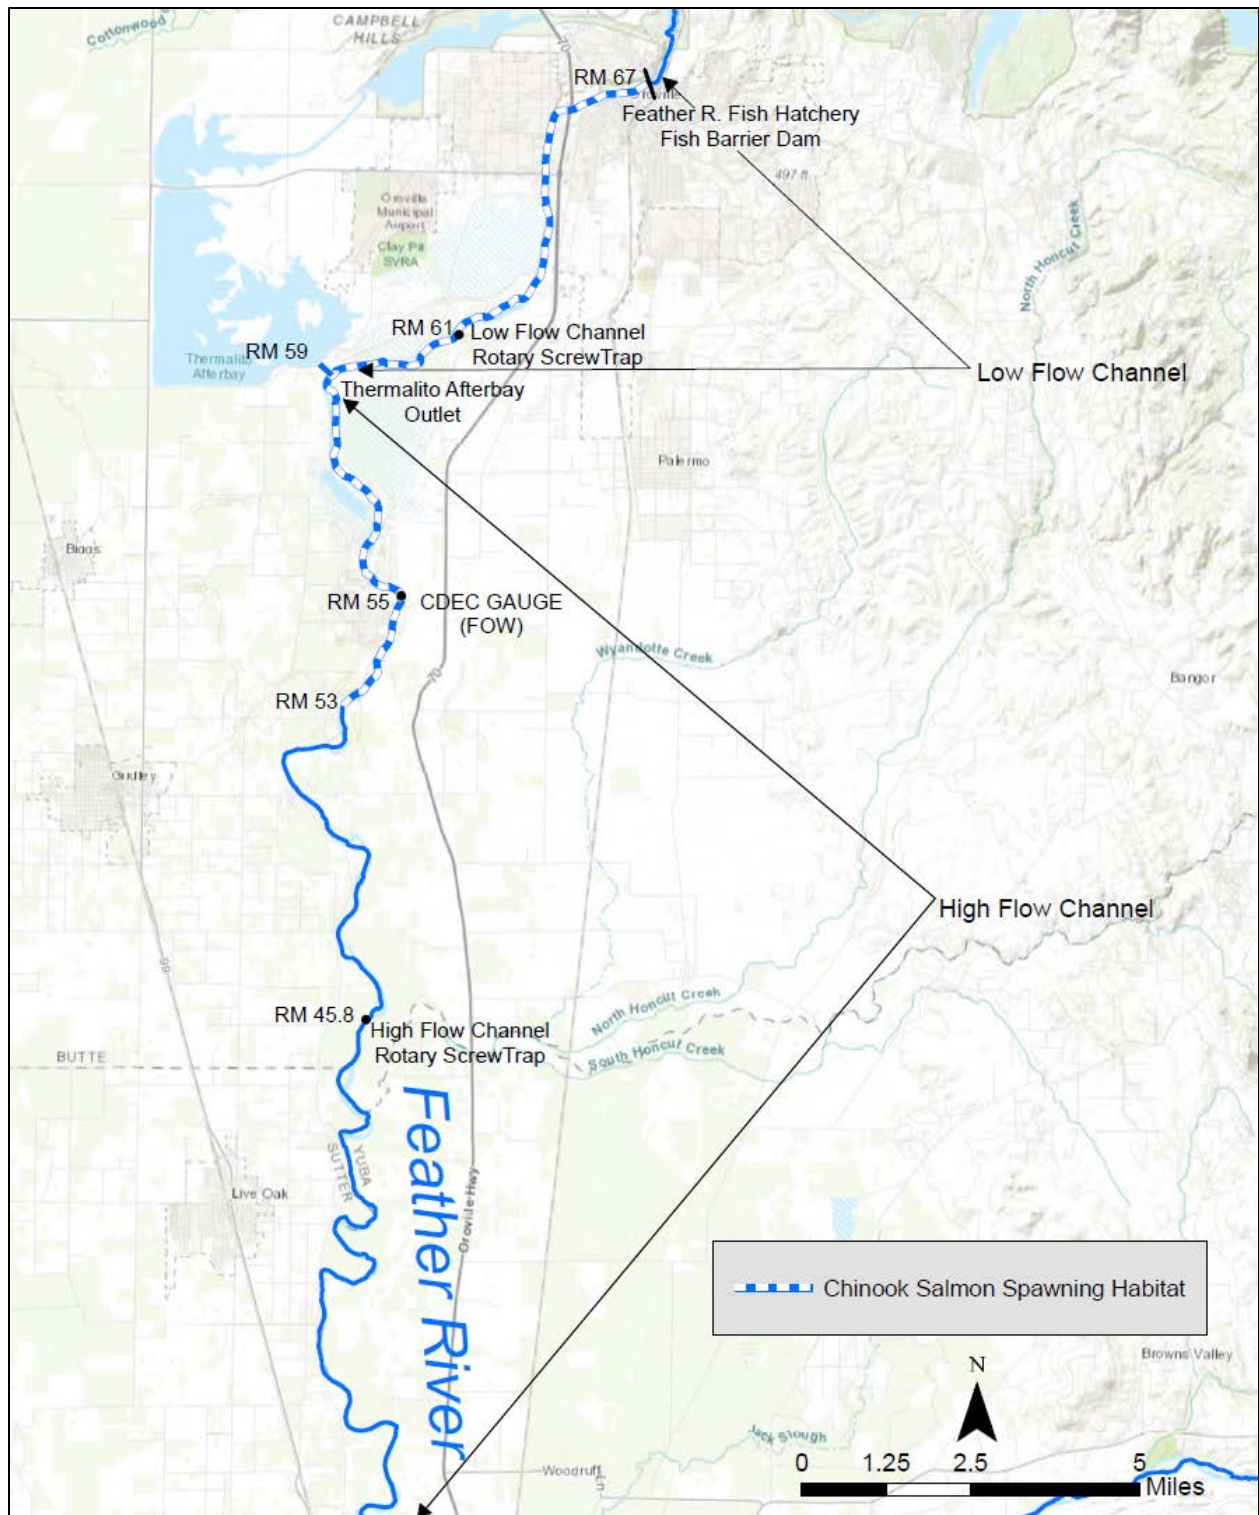 Cottonwood
CAMPBELL
HILLS
70
RM 67
Feather R. Fish Hatchery
Fish Barrier Dam
497 ft
Oroville
Municipal
Airport
Clay Pit
SVRA
North Honcut Creek
RM 61
Low Flow Channel
Rotary ScrewTrap
RM 59
Thermalito
Afterbay
Thermalito Afterbay
Outlet
Low Flow Channel
Palermo
Biggs
RM 55
CDEC GAUGE
(FOW)
Wyandotte Creek
70
Bangor
RM 53
Gridley
High Flow Channel
99
RM 45.8
High Flow Channel
Rotary ScrewTrap
North Honcut Creek
South Honcut Creek
BUTTE
YUBA
SUTTER
Feather River
Live Oak
Oroville Hwy
Chinook Salmon Spawning Habitat
Browns Valley
N
Jack Slough
Woodruff
Ln
0 1.25 2.5 5
Miles